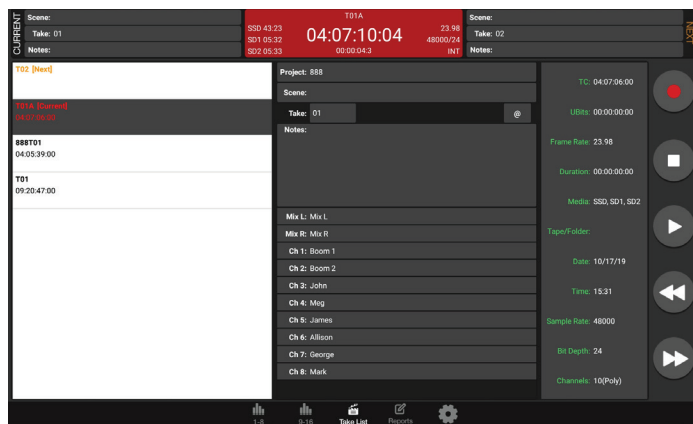 CURRENT
Scene:
Take: 01
Notes:
SSD 43:23
SD1 05:32
SD2 05:33
T01A
04:07:10:04
00:00:04:3
23.98
48000/24
INT
Scene:
Take: 02
Notes:
NEXT
T02 [Next]
T01A [Current]
04:07:06:00
888T01
04:05:39:00
T01
09:20:47:00
Project: 888
Scene:
Take: 01 @
Notes:
Mix L: Mix L
Mix R: Mix R
Ch 1: Boom 1
Ch 2: Boom 2
Ch 3: John
Ch 4: Meg
Ch 5: James
Ch 6: Allison
Ch 7: George
Ch 8: Mark
TC: 04:07:06:00
UBits: 00:00:00:00
Frame Rate: 23.98
Duration: 00:00:00:00
Media: SSD, SD1, SD2
Tape/Folder:
Date: 10/17/19
Time: 15:31
Sample Rate: 48000
Bit Depth: 24
Channels: 10(Poly)
1-8
9-16
Take List
Reports